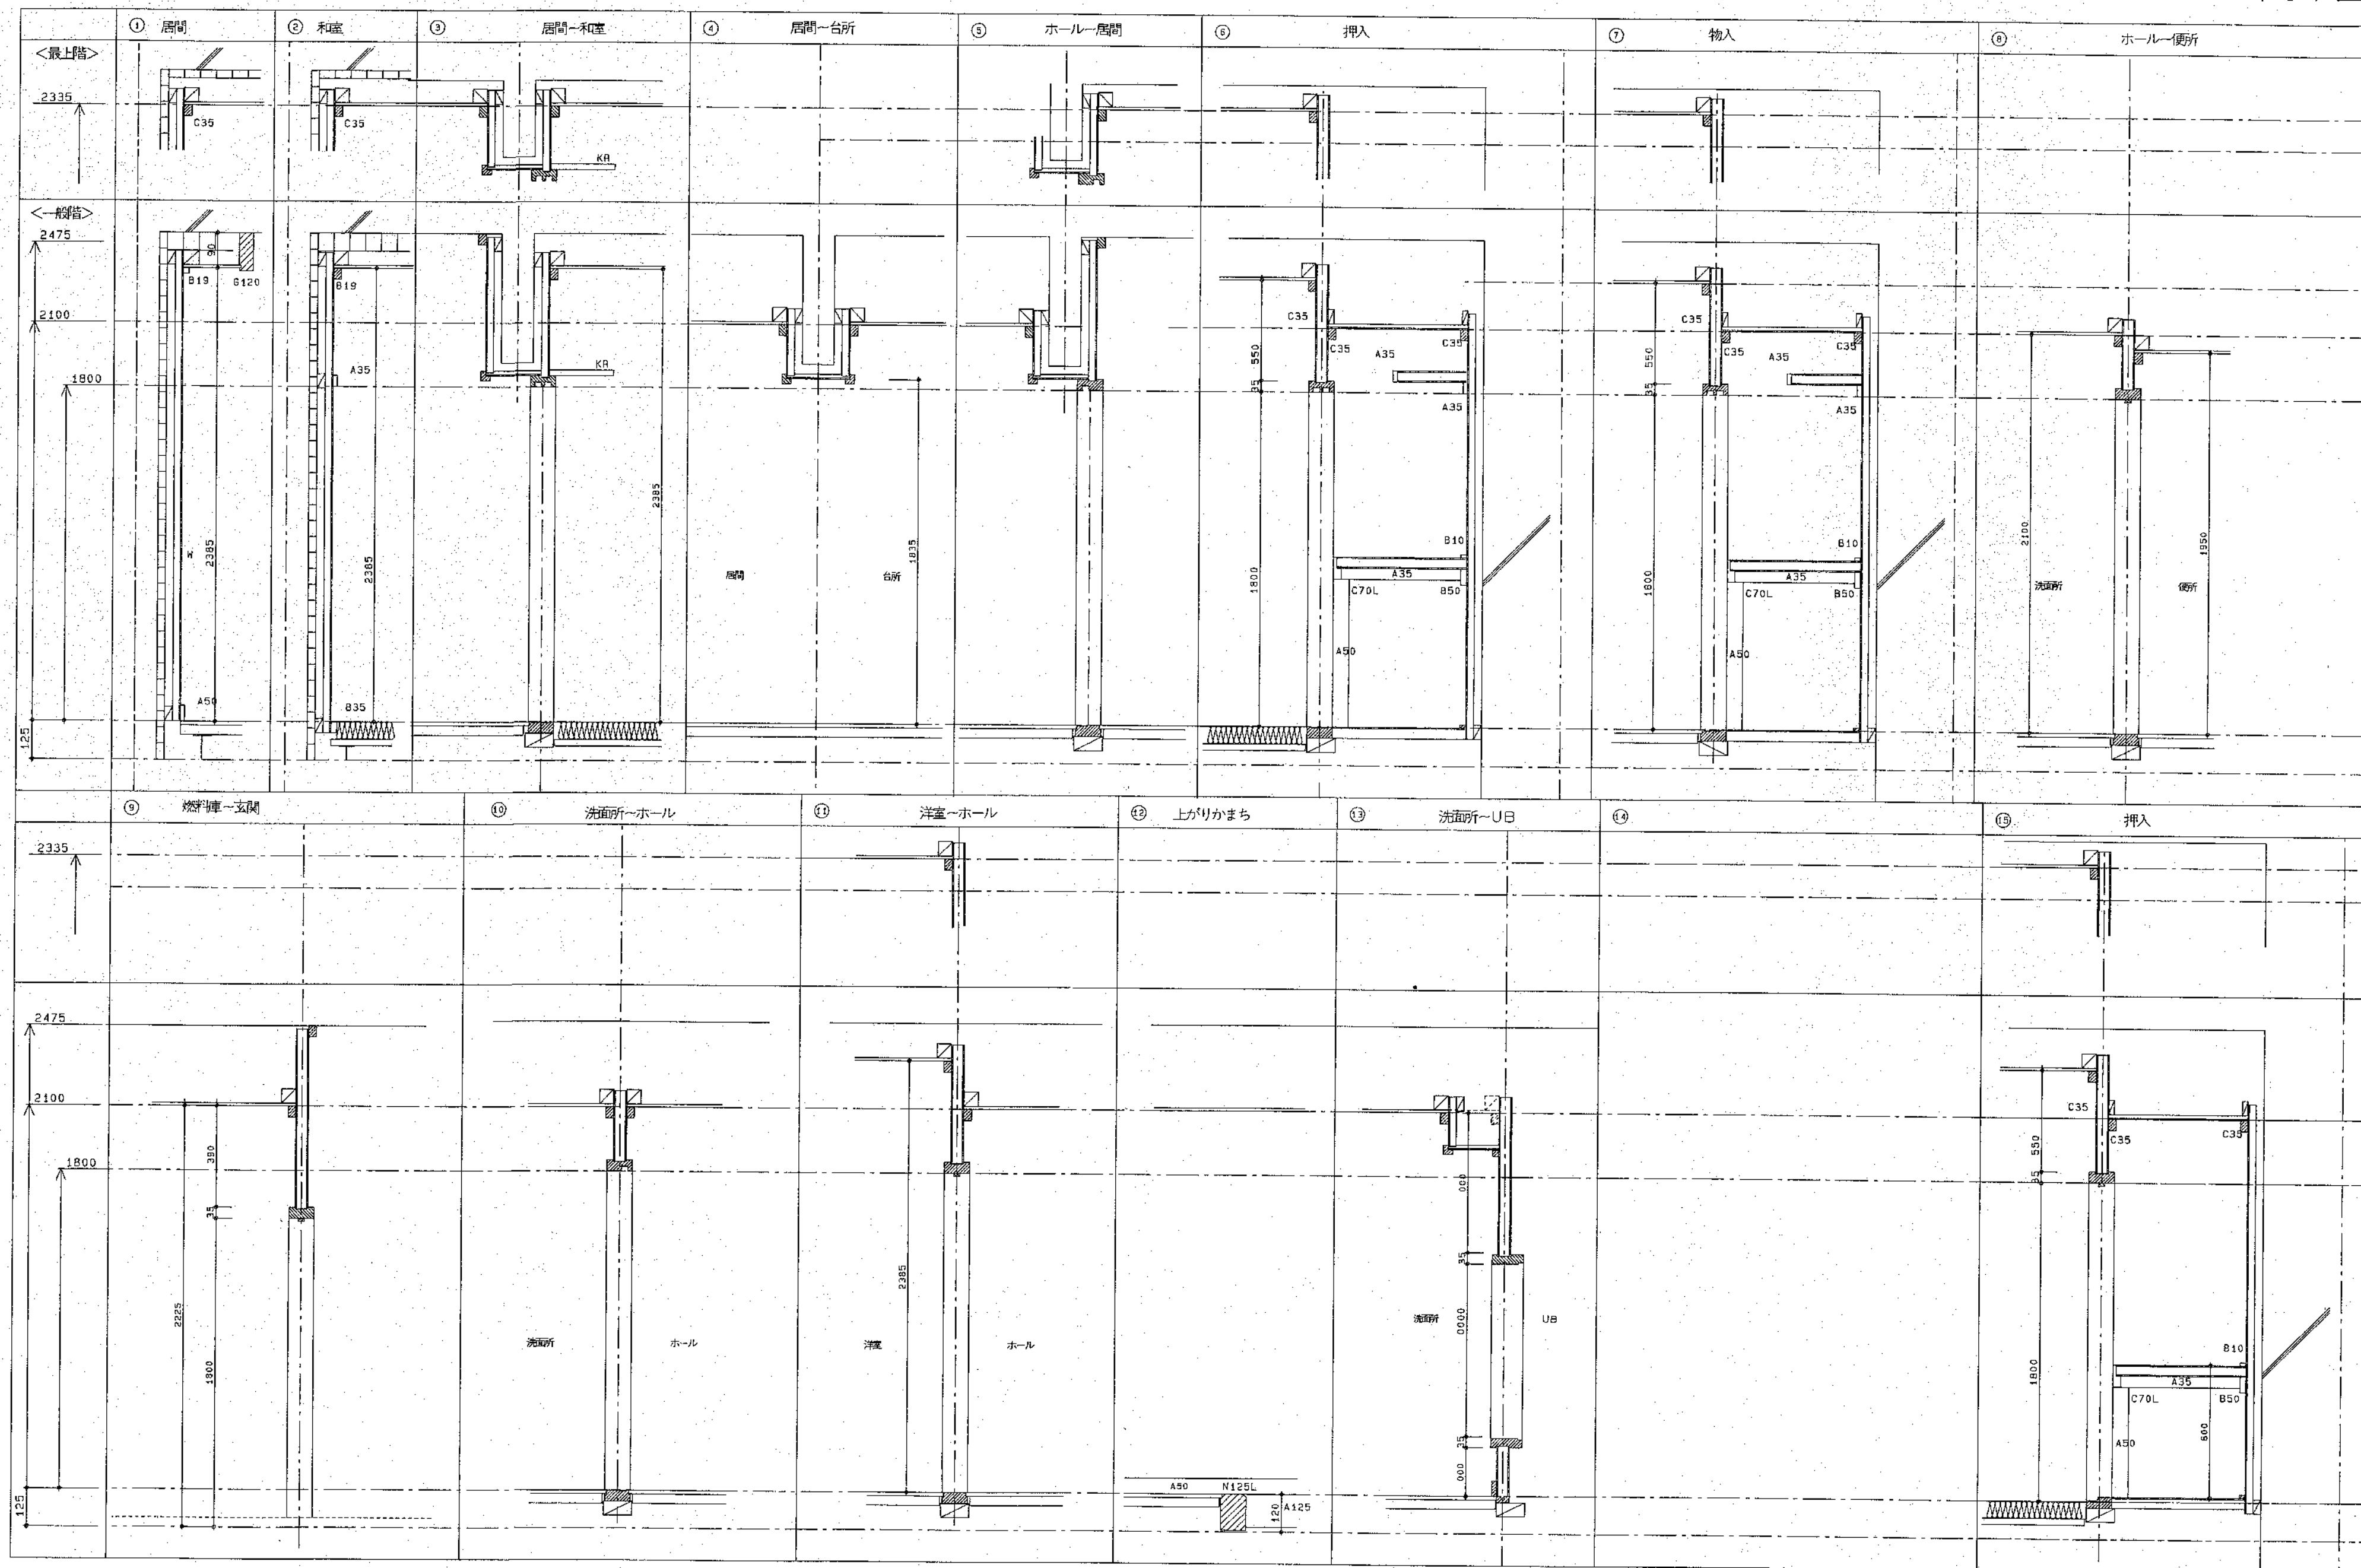 ① 居間
② 和室
③ 居間~和室
④ 居間~台所
⑤ ホール~居間
⑥ 押入
⑦ 物入
⑧ ホール~便所
<最上階>
2335
C35
C35
KR
<一般階>
2475
2100
1800
125
90
B19
G120
W
2385
A50
B19
A35
2385
B35
KR
2385
居間
台所
1835
C35
550
35
C35
A35
C35
A35
B10
A35
C70L
B50
1800
A50
C35
550
35
C35
A35
C35
A35
B10
A35
C70L
B50
1800
A50
2100
洗面所
便所
1950
⑨ 燃料庫~玄関
⑩ 洗面所~ホール
⑪ 洋室~ホール
⑫ 上がりかまち
⑬ 洗面所~UB
⑭
⑮ 押入
2335
2475
2100
1800
125
390
35
2225
1800
洗面所
ホール
2385
洋室
ホール
A50
N125L
120
A125
000
35
洗面所
0000
UB
35
000
C35
550
35
C35
C35
1800
B10
A35
C70L
B50
A50
600